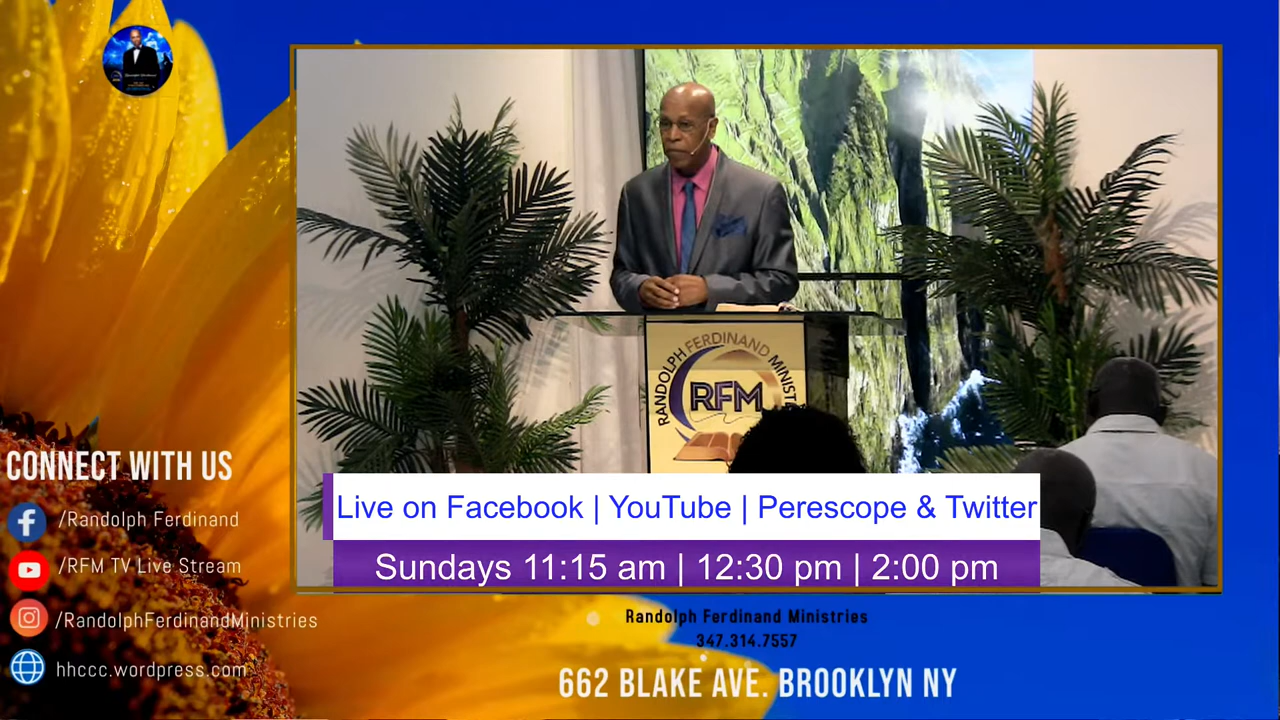 RANDOLPH FERDINAND
RFM
Live on Facebook | YouTube | Perescope & Twitter
Sundays 11:15 am | 12:30 pm | 2:00 pm
CONNECT WITH US
/Randolph Ferdinand
/RFM TV Live Stream
/RandolphFerdinandMinistries
hhccc.wordpress.com
Randolph Ferdinand Ministries
347.314.7557
662 BLAKE AVE. BROOKLYN NY